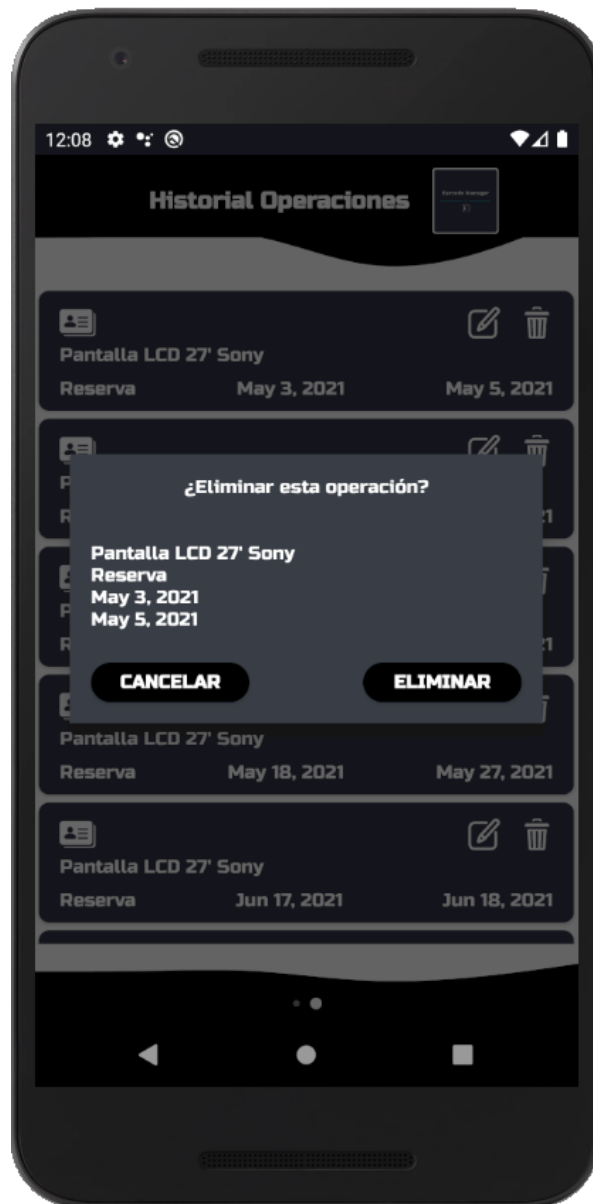 12:08
Historial Operaciones
Pantalla LCD 27' Sony
Reserva May 3, 2021 May 5, 2021
¿Eliminar esta operación?
Pantalla LCD 27' Sony
Reserva
May 3, 2021
May 5, 2021
CANCELAR ELIMINAR
Pantalla LCD 27' Sony
Reserva May 18, 2021 May 27, 2021
Pantalla LCD 27' Sony
Reserva Jun 17, 2021 Jun 18, 2021